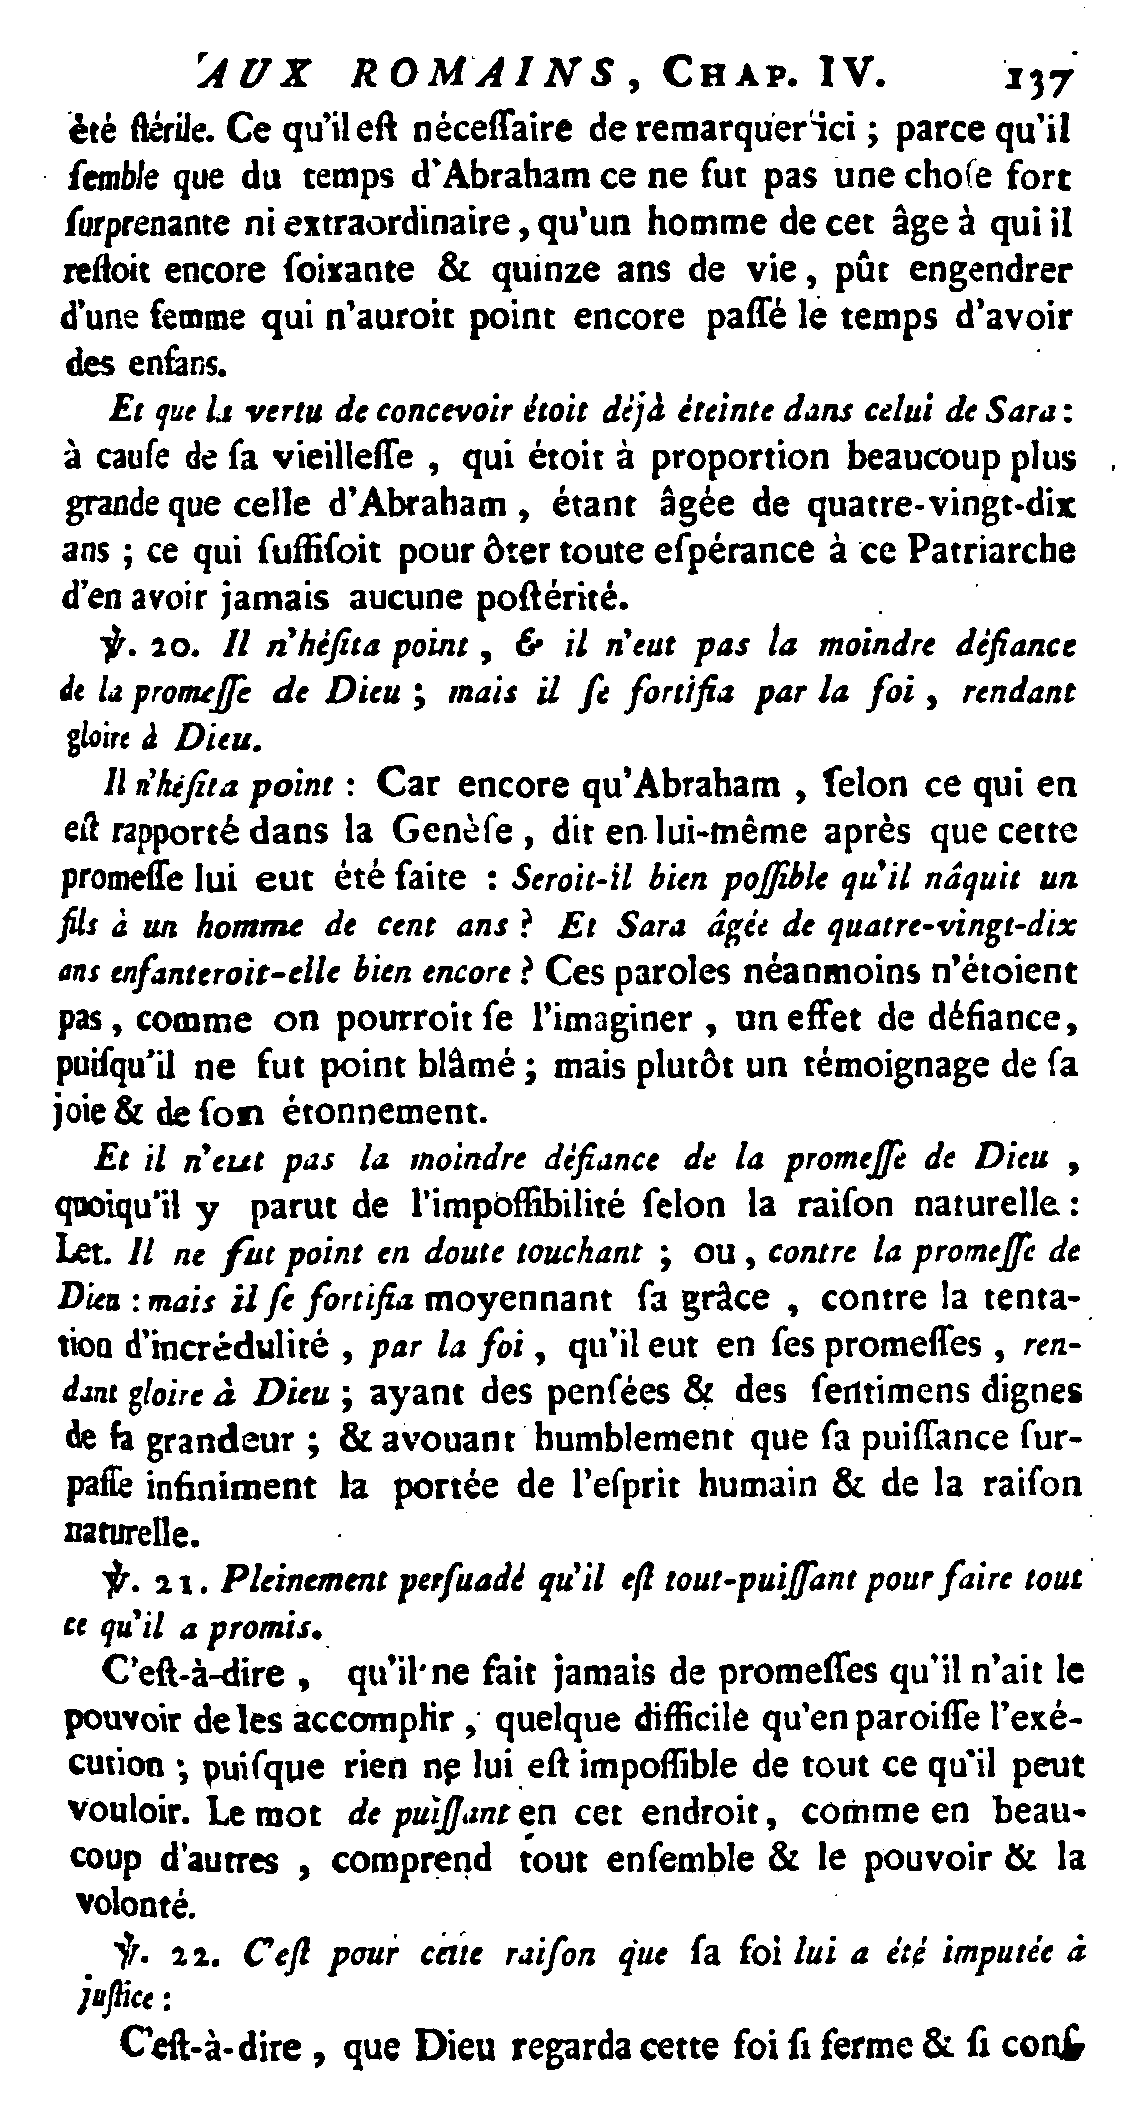 AUX ROMAINS, CHAP. IV. 137
été ſtérile. Ce qu'il eſt néceſſaire de remarquer ici ; parce qu'il
ſemble que du temps d'Abraham ce ne fut pas une choſe fort
ſurprenante ni extraordinaire, qu'un homme de cet âge à qui il
reſtoit encore ſoixante & quinze ans de vie, pût engendrer
d'une femme qui n'auroit point encore paſſé le temps d'avoir
des enfans.
Et que la vertu de concevoir étoit déjà éteinte dans celui de Sara :
à cauſe de ſa vieilleſſe, qui étoit à proportion beaucoup plus
grande que celle d'Abraham, étant âgée de quatre-vingt-dix
ans ; ce qui ſuffiſoit pour ôter toute eſpérance à ce Patriarche
d'en avoir jamais aucune poſtérité.
℣. 20. Il n'héſita point, & il n'eut pas la moindre défiance
de la promeſſe de Dieu ; mais il ſe fortifia par la foi, rendant
gloire à Dieu.
Il n'héſita point : Car encore qu'Abraham, ſelon ce qui en
eſt rapporté dans la Genèſe, dit en lui-même après que cette
promeſſe lui eut été faite : Seroit-il bien poſſible qu'il nâquit un
fils à un homme de cent ans ? Et Sara âgée de quatre-vingt-dix
ans enfanteroit-elle bien encore ? Ces paroles néanmoins n'étoient
pas, comme on pourroit ſe l'imaginer, un effet de défiance,
puiſqu'il ne fut point blâmé ; mais plutôt un témoignage de ſa
joie & de ſon étonnement.
Et il n'eut pas la moindre défiance de la promeſſe de Dieu,
quoiqu'il y parut de l'impoſſibilité ſelon la raiſon naturelle :
Let. Il ne fut point en doute touchant ; ou, contre la promeſſe de
Dieu : mais il ſe fortifia moyennant ſa grâce, contre la tenta-
tion d'incrédulité, par la foi, qu'il eut en ſes promeſſes, ren-
dant gloire à Dieu ; ayant des penſées & des ſentimens dignes
de ſa grandeur ; & avouant humblement que ſa puiſſance ſur-
paſſe infiniment la portée de l'eſprit humain & de la raiſon
naturelle.
℣. 21. Pleinement perſuadé qu'il eſt tout-puiſſant pour faire tout
ce qu'il a promis.
C'eſt-à-dire, qu'il ne fait jamais de promeſſes qu'il n'ait le
pouvoir de les accomplir, quelque difficile qu'en paroiſſe l'exé-
cution ; puiſque rien ne lui eſt impoſſible de tout ce qu'il peut
vouloir. Le mot de puiſſant en cet endroit, comme en beau-
coup d'autres, comprend tout enſemble & le pouvoir & la
volonté.
℣. 22. C'eſt pour cette raiſon que ſa foi lui a été imputée à
juſtice :
C'eſt-à-dire, que Dieu regarda cette foi ſi ferme & ſi conſ-